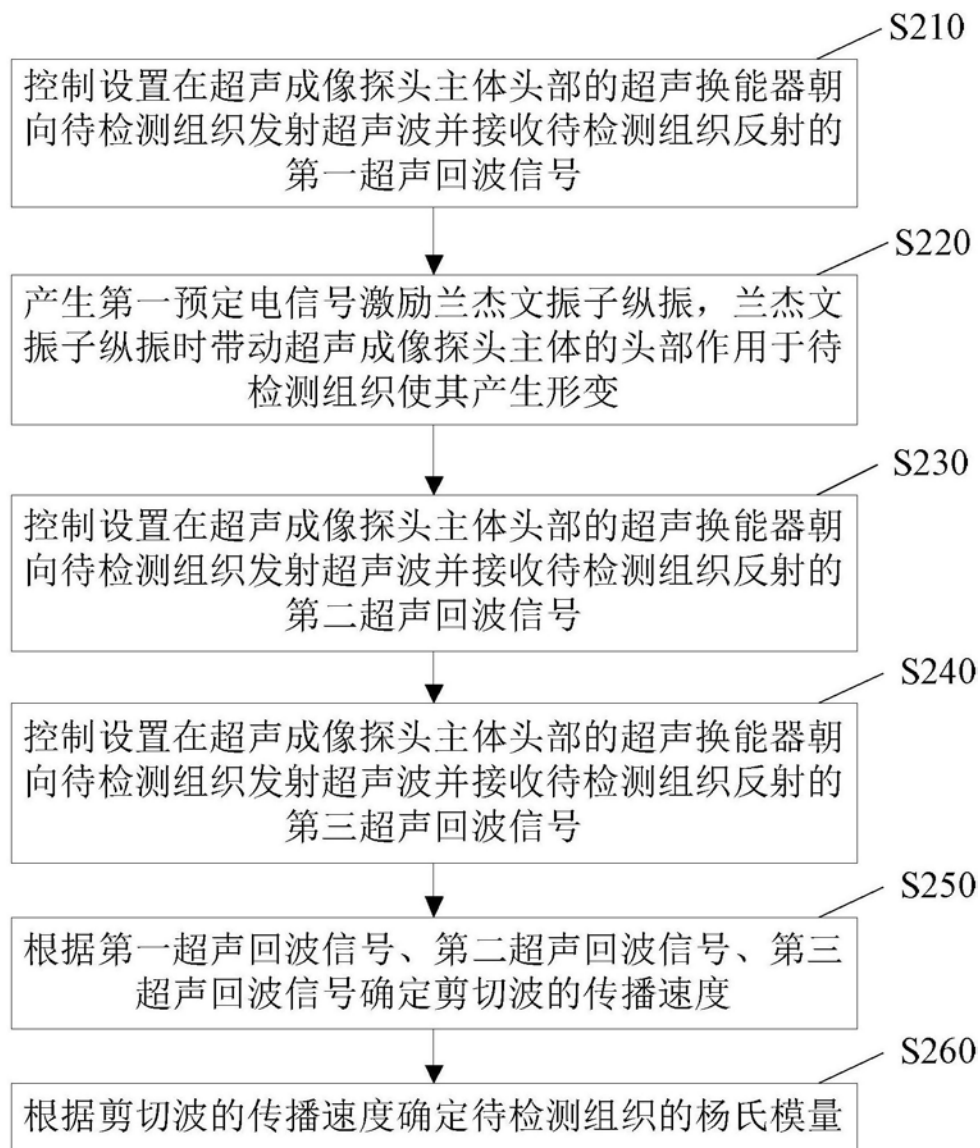 S210
控制设置在超声成像探头主体头部的超声换能器朝
向待检测组织发射超声波并接收待检测组织反射的
第一超声回波信号
S220
产生第一预定电信号激励兰杰文振子纵振，兰杰文
振子纵振时带动超声成像探头主体的头部作用于待
检测组织使其产生形变
S230
控制设置在超声成像探头主体头部的超声换能器朝
向待检测组织发射超声波并接收待检测组织反射的
第二超声回波信号
S240
控制设置在超声成像探头主体头部的超声换能器朝
向待检测组织发射超声波并接收待检测组织反射的
第三超声回波信号
S250
根据第一超声回波信号、第二超声回波信号、第三
超声回波信号确定剪切波的传播速度
S260
根据剪切波的传播速度确定待检测组织的杨氏模量